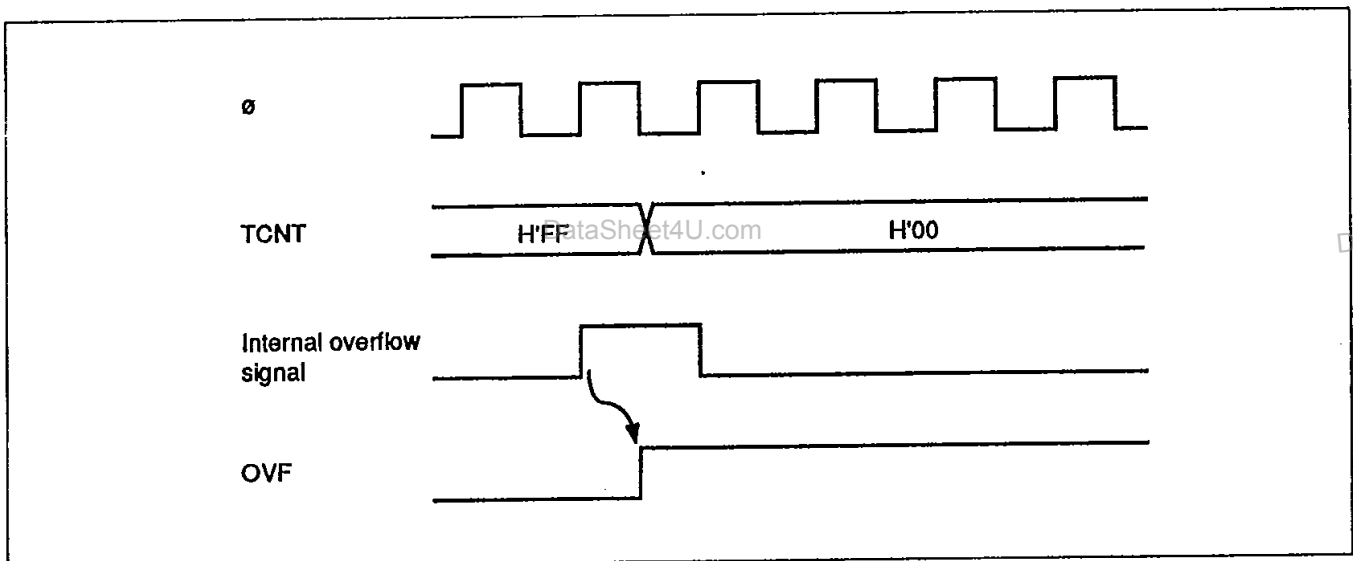 ø
TCNT
H'FF
DataSheet4U.com
H'00
Internal overflow
signal
OVF